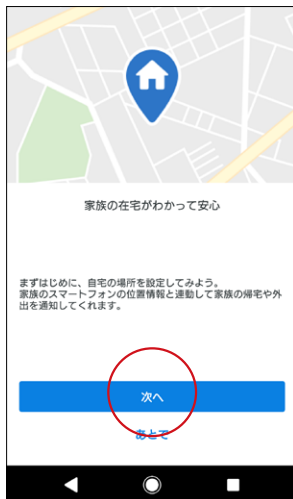 家族の在宅がわかって安心
まずはじめに、自宅の場所を設定してみよう。
家族のスマートフォンの位置情報と連動して家族の帰宅や外
出を通知してくれます。
次へ
あとで